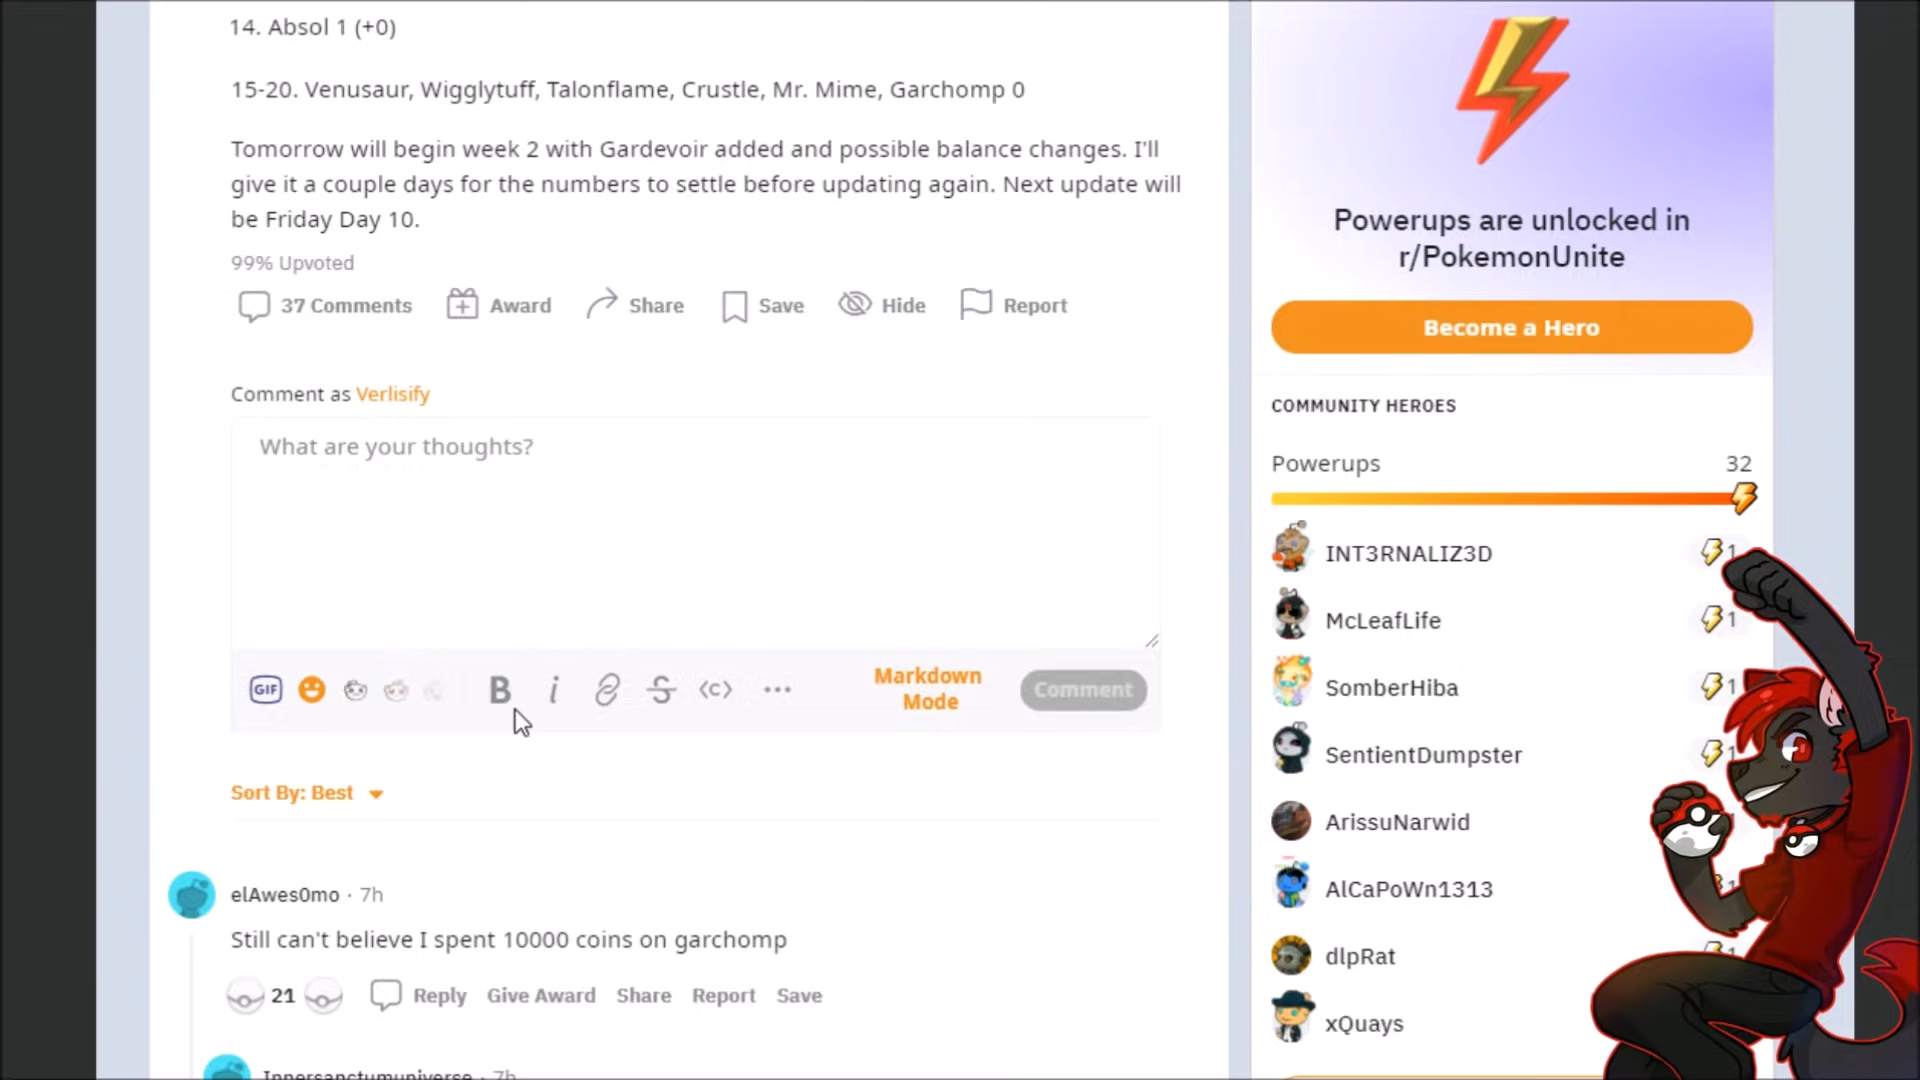 14. Absol 1 (+0)
15-20. Venusaur, Wigglytuff, Talonflame, Crustle, Mr. Mime, Garchomp 0
Tomorrow will begin week 2 with Gardevoir added and possible balance changes. I'll
give it a couple days for the numbers to settle before updating again. Next update will
be Friday Day 10.
99% Upvoted
37 Comments Award Share Save Hide Report
Comment as Verlisify
What are your thoughts?
GIF B i <c> ...
Markdown
Mode
Comment
Sort By: Best
elAwes0mo · 7h
Still can't believe I spent 10000 coins on garchomp
21 Reply Give Award Share Report Save
Innersanctumuniverse · 7h
Powerups are unlocked in
r/PokemonUnite
Become a Hero
COMMUNITY HEROES
Powerups 32
INT3RNALIZ3D 1
McLeafLife 1
SomberHiba 1
SentientDumpster 1
ArissuNarwid
AlCaPoWn1313
dlpRat
xQuays